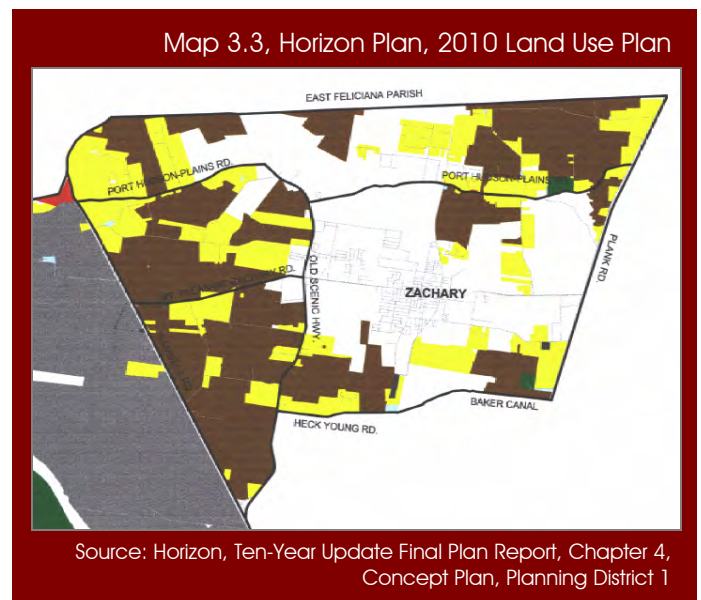 Map 3.3, Horizon Plan, 2010 Land Use Plan
EAST FELICIANA PARISH
PORT HUDSON-PLAINS RD.
PORT HUDSON-PLAINS
OLD SCENIC HWY.
RD.
PLANK RD.
ZACHARY
BAKER CANAL
HECK YOUNG RD.
Source: Horizon, Ten-Year Update Final Plan Report, Chapter 4,
Concept Plan, Planning District 1